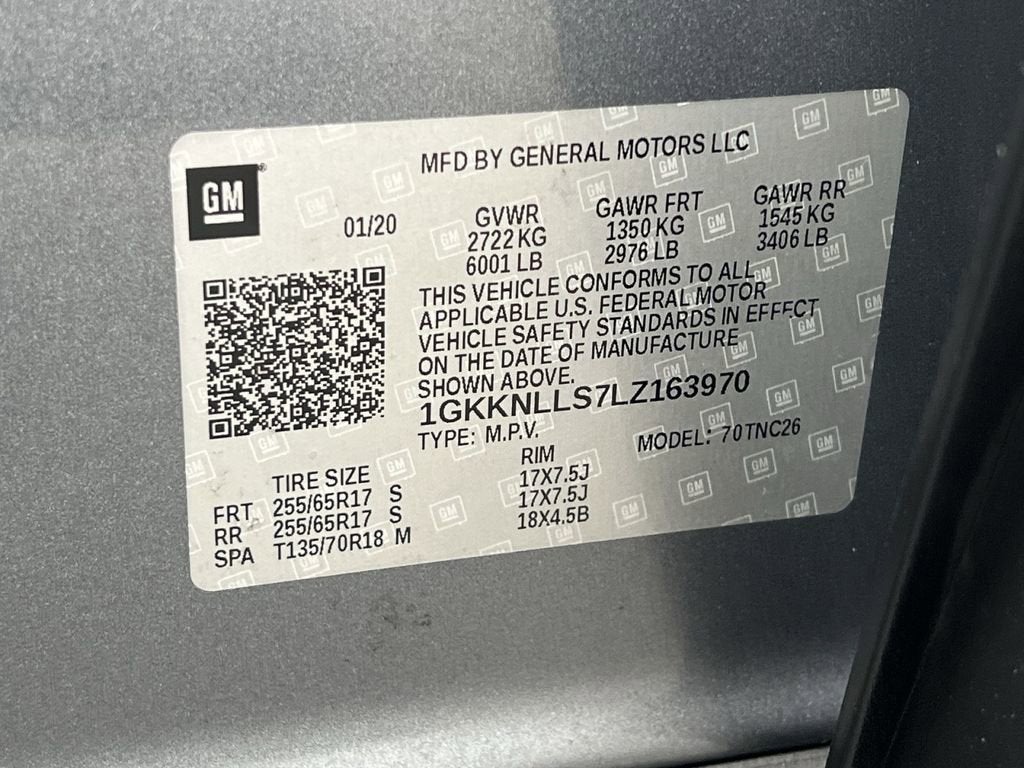 GM
MFD BY GENERAL MOTORS LLC
01/20
GVWR GAWR FRT GAWR RR
2722 KG 1350 KG 1545 KG
6001 LB 2976 LB 3406 LB
THIS VEHICLE CONFORMS TO ALL
APPLICABLE U.S. FEDERAL MOTOR
VEHICLE SAFETY STANDARDS IN EFFECT
ON THE DATE OF MANUFACTURE
SHOWN ABOVE.
1GKKNLLS7LZ163970
TYPE: M.P.V. MODEL: 70TNC26
TIRE SIZE RIM
FRT 255/65R17 S 17X7.5J
RR 255/65R17 S 17X7.5J
SPA T135/70R18 M 18X4.5B